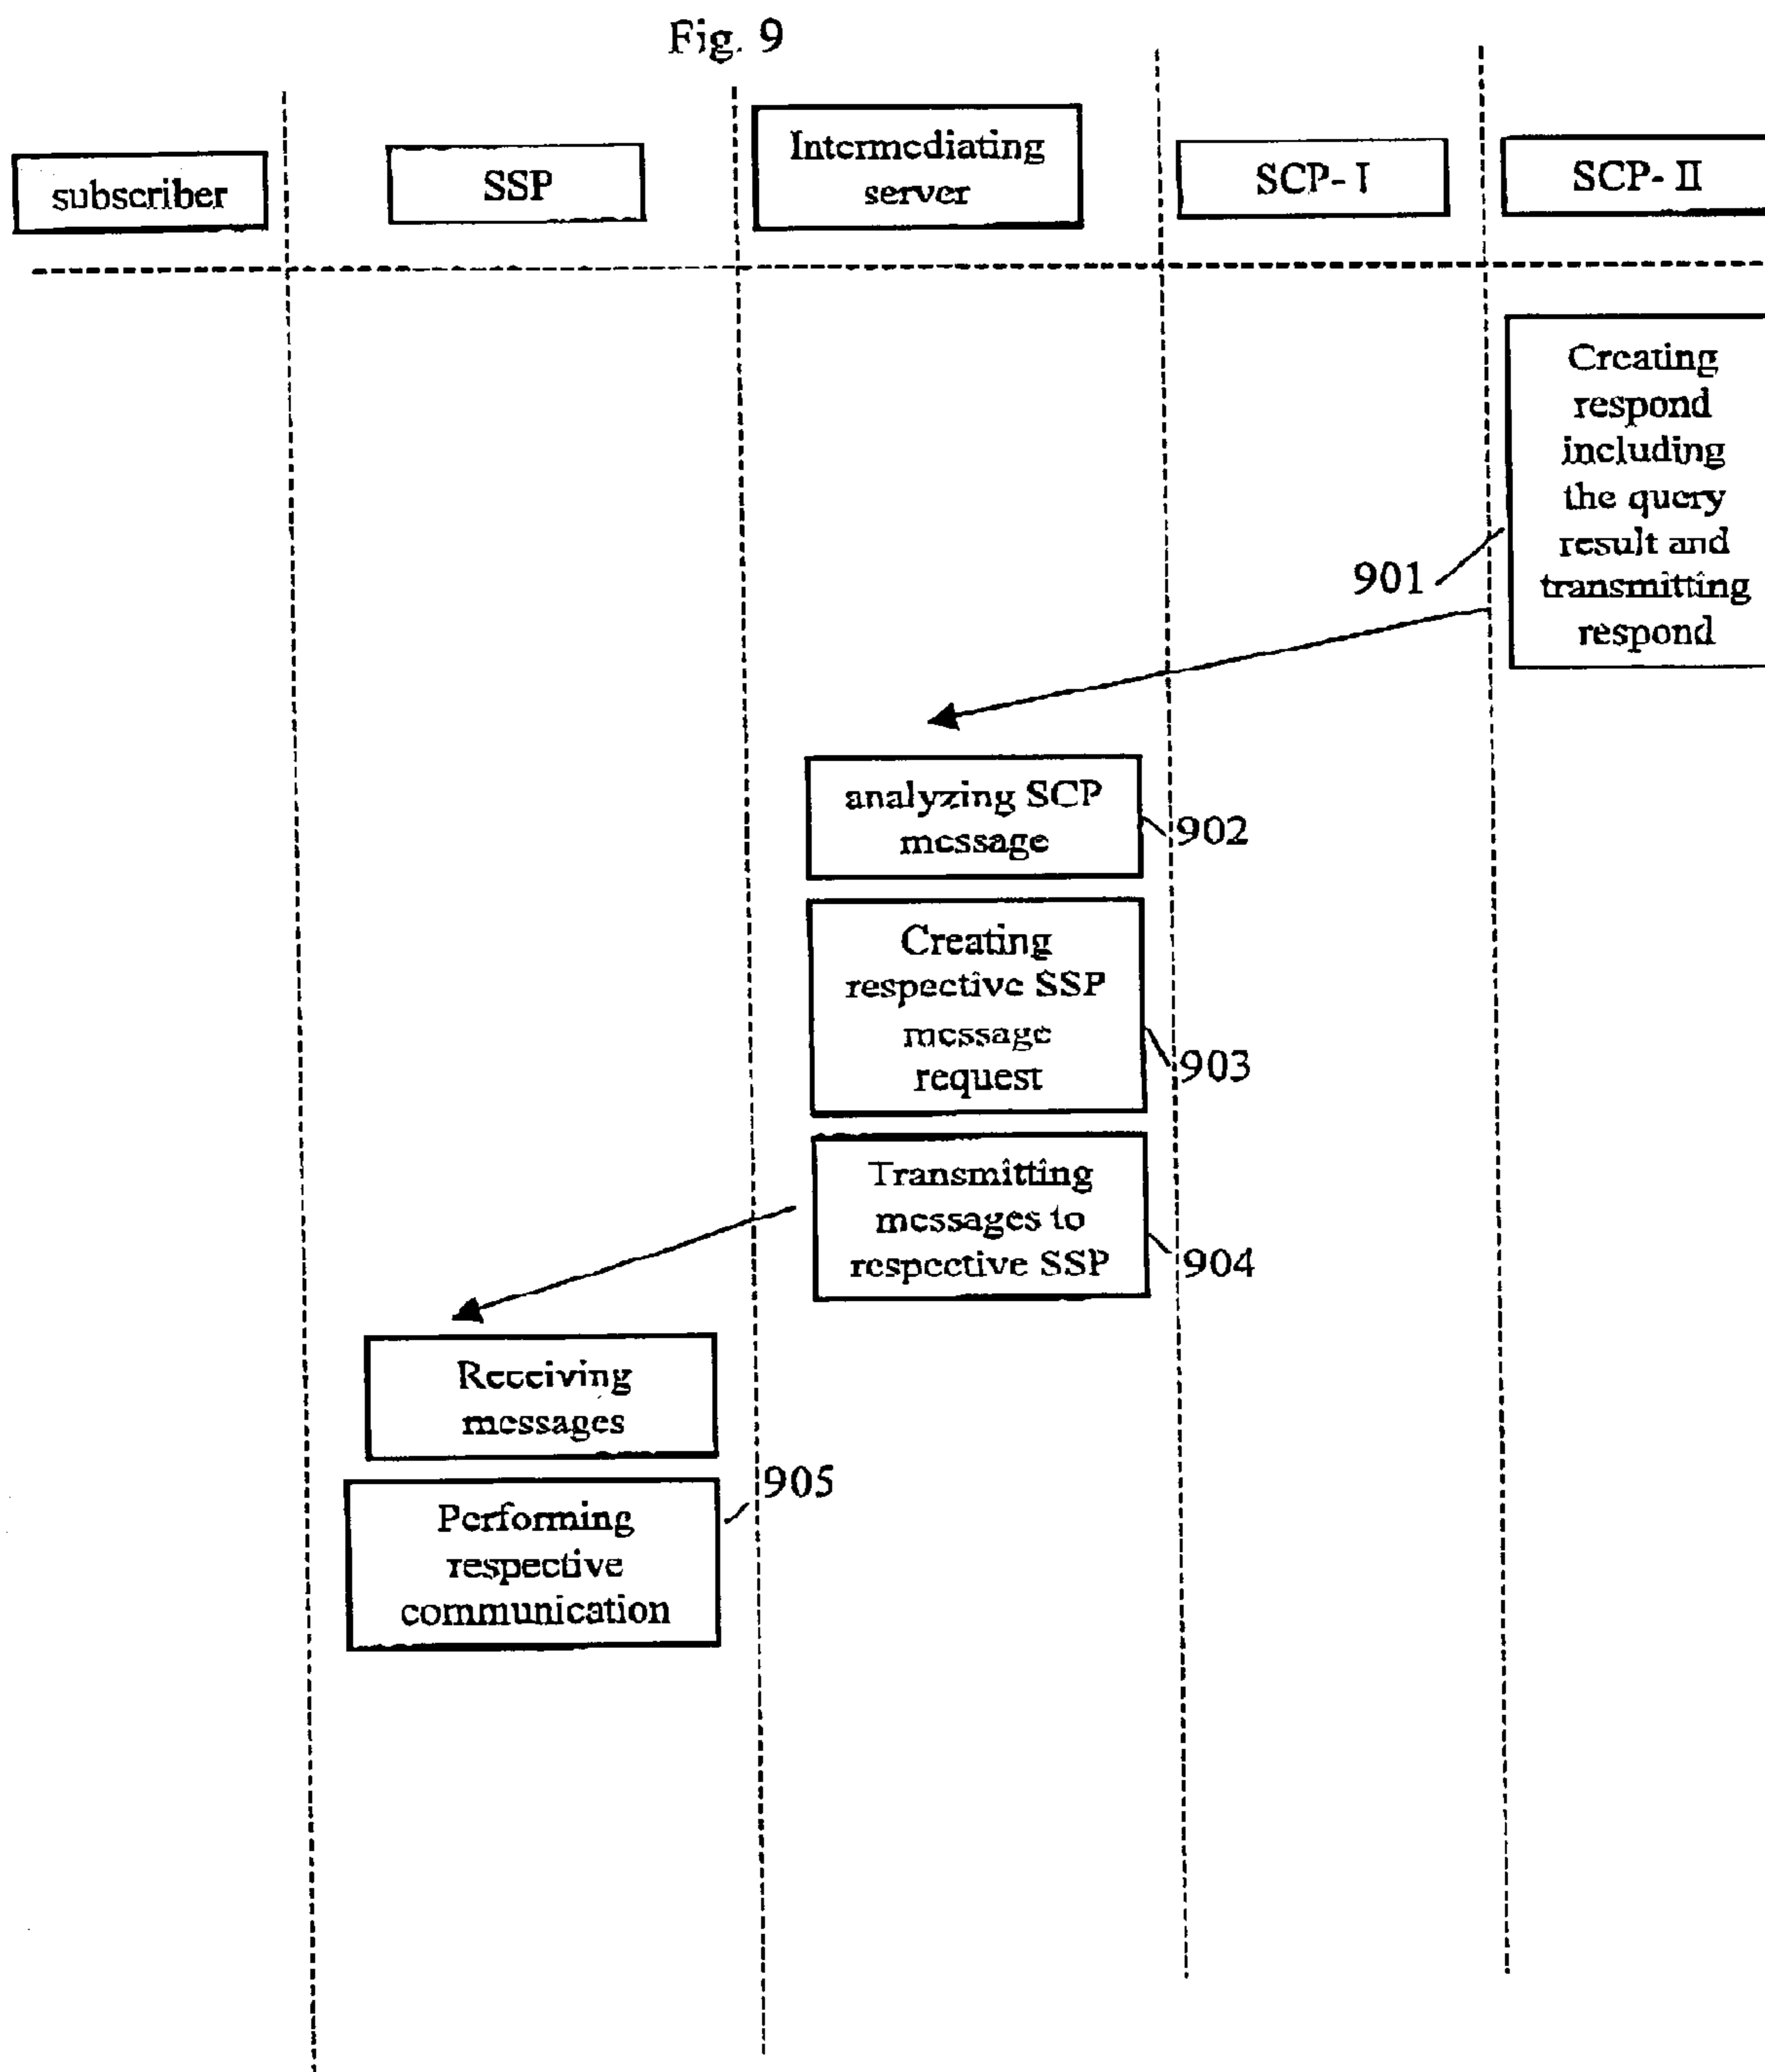 Fig. 9
subscriber
SSP
Intermediating
server
SCP- I
SCP- II
Creating
respond
including
the query
result and
transmitting
respond
901
analyzing SCP
message
902
Creating
respective SSP
message
request
903
Transmitting
messages to
respective SSP
904
Receiving
messages
905
Performing
respective
communication